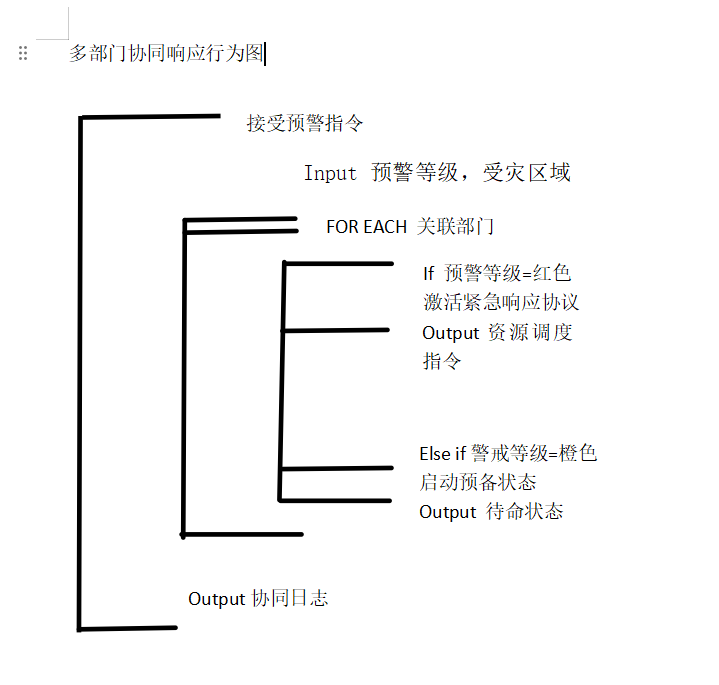 多部门协同响应行为图
接受预警指令
Input 预警等级，受灾区域
FOR EACH 关联部门
If 预警等级=红色
激活紧急响应协议
Output 资源调度
指令
Else if 警戒等级=橙色
启动预备状态
Output 待命状态
Output 协同日志